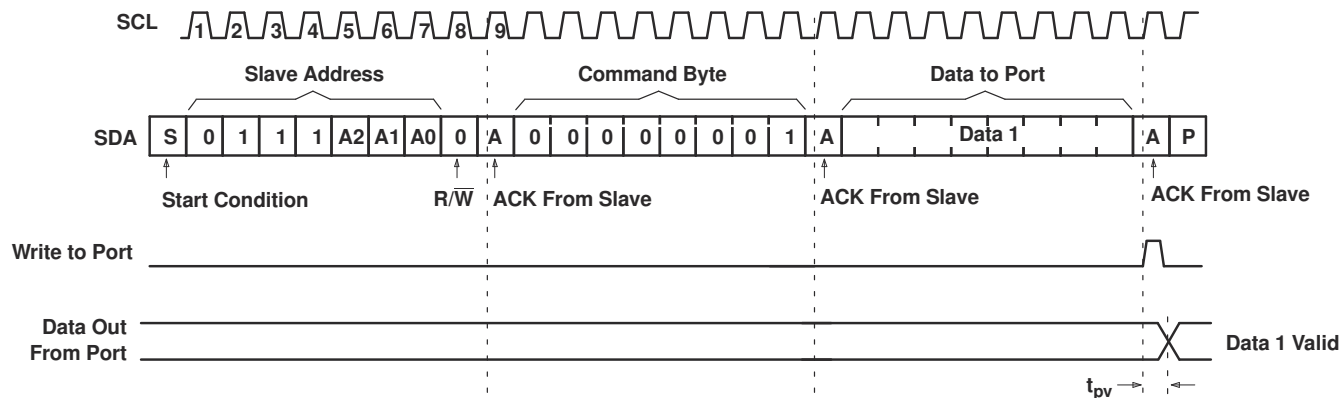 SCL 1 2 3 4 5 6 7 8 9
Slave Address Command Byte Data to Port
SDA S 0 1 1 1 A2 A1 A0 0 A 0 0 0 0 0 0 0 1 A Data 1 A P
Start Condition R/W̅ ACK From Slave ACK From Slave ACK From Slave
Write to Port
Data Out
From Port
Data 1 Valid
tpv